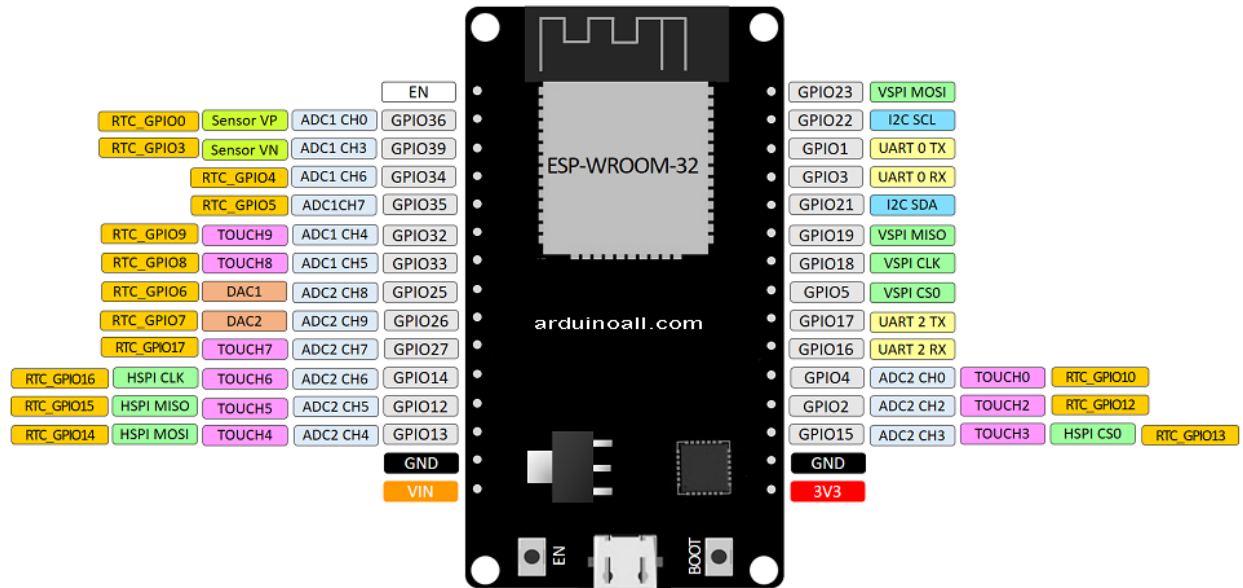 EN GPIO23 VSPI MOSI
RTC_GPIO0 Sensor VP ADC1 CH0 GPIO36 GPIO22 I2C SCL
RTC_GPIO3 Sensor VN ADC1 CH3 GPIO39 GPIO1 UART 0 TX
RTC_GPIO4 ADC1 CH6 GPIO34 ESP-WROOM-32 GPIO3 UART 0 RX
RTC_GPIO5 ADC1CH7 GPIO35 GPIO21 I2C SDA
RTC_GPIO9 TOUCH9 ADC1 CH4 GPIO32 GPIO19 VSPI MISO
RTC_GPIO8 TOUCH8 ADC1 CH5 GPIO33 GPIO18 VSPI CLK
RTC_GPIO6 DAC1 ADC2 CH8 GPIO25 GPIO5 VSPI CS0
RTC_GPIO7 DAC2 ADC2 CH9 GPIO26 arduinoall.com GPIO17 UART 2 TX
RTC_GPIO17 TOUCH7 ADC2 CH7 GPIO27 GPIO16 UART 2 RX
RTC_GPIO16 HSPI CLK TOUCH6 ADC2 CH6 GPIO14 GPIO4 ADC2 CH0 TOUCH0 RTC_GPIO10
RTC_GPIO15 HSPI MISO TOUCH5 ADC2 CH5 GPIO12 GPIO2 ADC2 CH2 TOUCH2 RTC_GPIO12
RTC_GPIO14 HSPI MOSI TOUCH4 ADC2 CH4 GPIO13 GPIO15 ADC2 CH3 TOUCH3 HSPI CS0 RTC_GPIO13
GND GND
VIN 3V3
EN BOOT